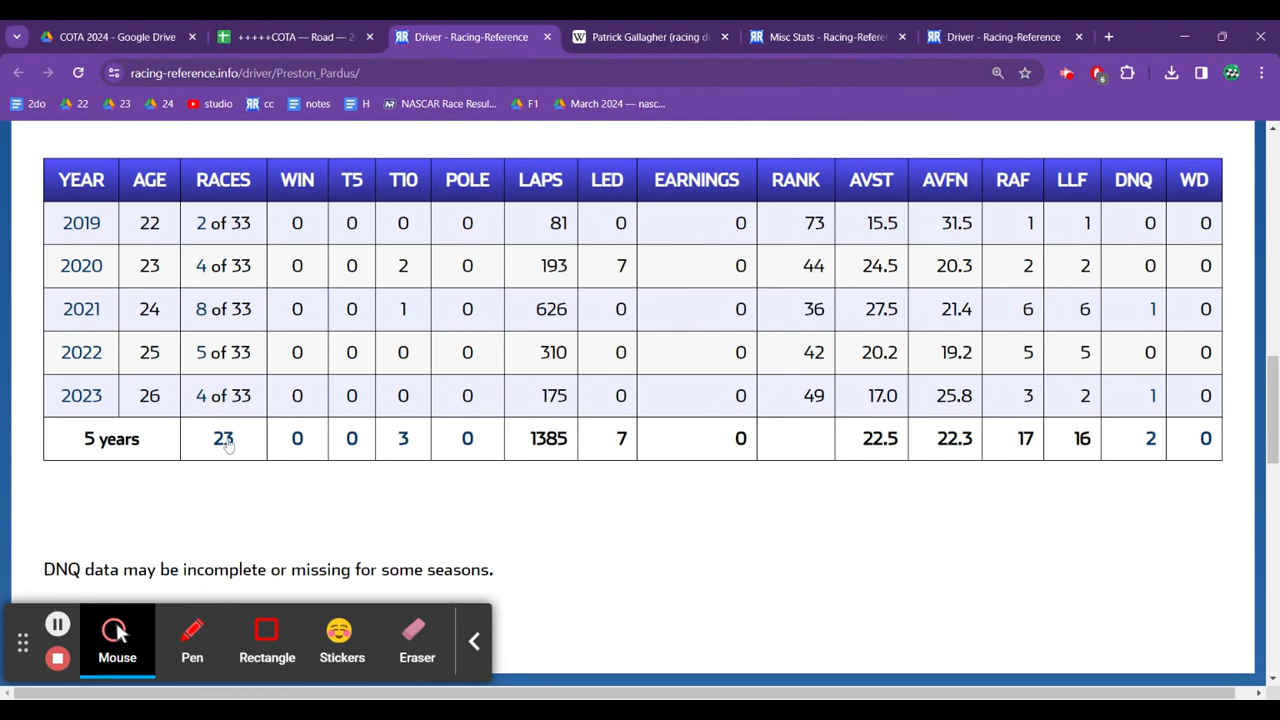 COTA 2024 - Google Drive
+++++COTA — Road — 2
Driver - Racing-Reference
Patrick Gallagher (racing d
Misc Stats - Racing-Refere
Driver - Racing-Reference
racing-reference.info/driver/Preston_Pardus/
6
2do 22 23 24 studio cc notes H NASCAR Race Resul... F1 March 2024 — nasc...
YEAR AGE RACES WIN T5 T10 POLE LAPS LED EARNINGS RANK AVST AVFN RAF LLF DNQ WD
2019 22 2 of 33 0 0 0 0 81 0 0 73 15.5 31.5 1 1 0 0
2020 23 4 of 33 0 0 2 0 193 7 0 44 24.5 20.3 2 2 0 0
2021 24 8 of 33 0 0 1 0 626 0 0 36 27.5 21.4 6 6 1 0
2022 25 5 of 33 0 0 0 0 310 0 0 42 20.2 19.2 5 5 0 0
2023 26 4 of 33 0 0 0 0 175 0 0 49 17.0 25.8 3 2 1 0
5 years 23 0 0 3 0 1385 7 0 22.5 22.3 17 16 2 0
DNQ data may be incomplete or missing for some seasons.
Mouse Pen Rectangle Stickers Eraser